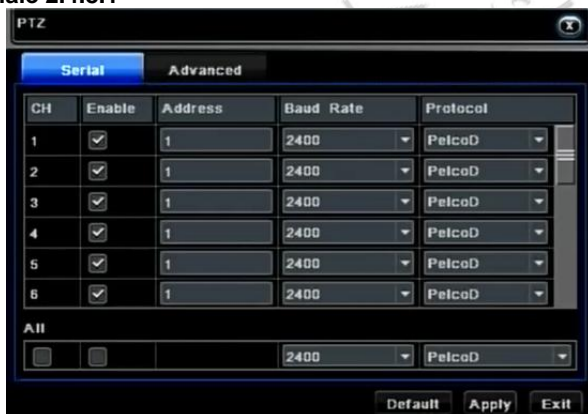 PTZ
Serial Advanced
CH Enable Address Baud Rate Protocol
1 1 2400 PelcoD
2 1 2400 PelcoD
3 1 2400 PelcoD
4 1 2400 PelcoD
5 1 2400 PelcoD
6 1 2400 PelcoD
All
2400 PelcoD
Default Apply Exit